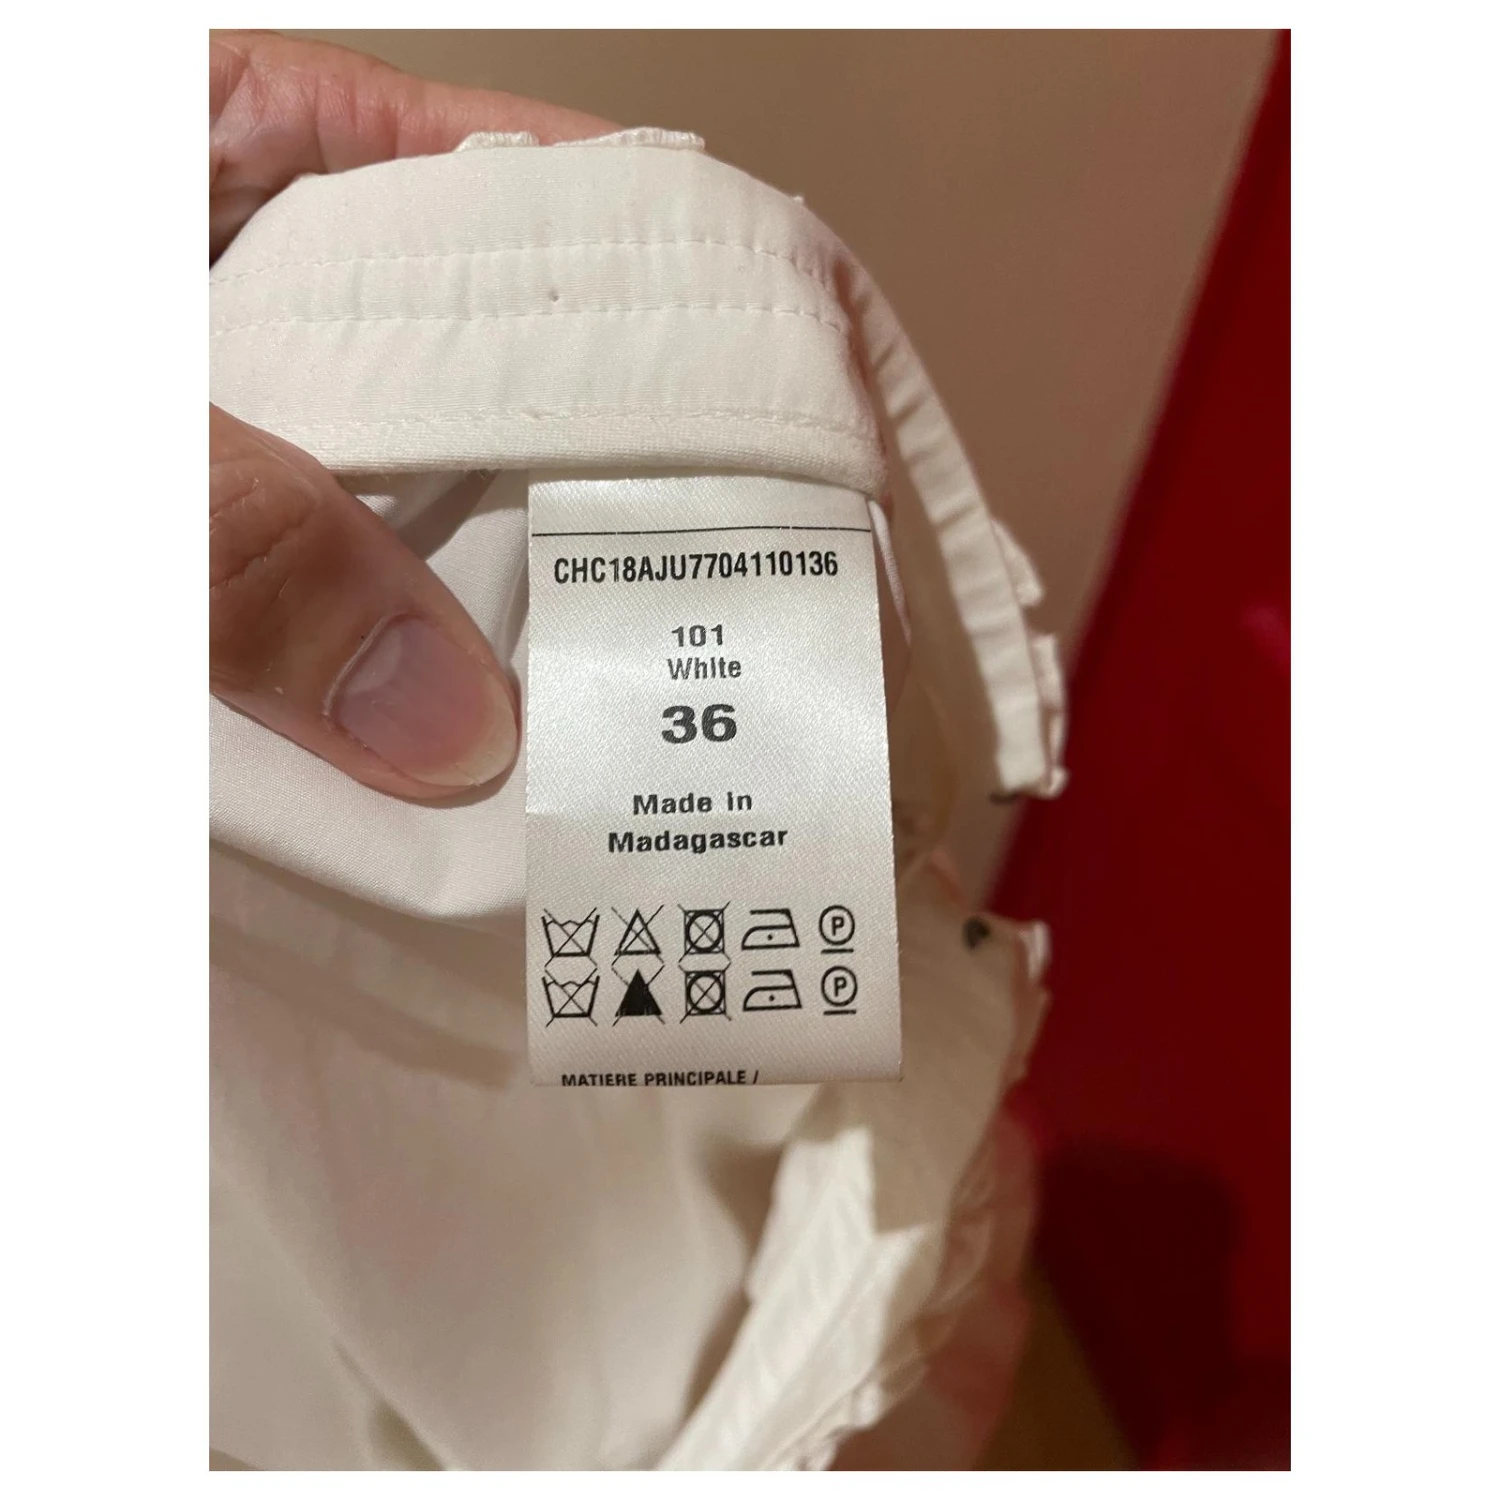 CHC18AJU7704110136
101
White
36
Made in
Madagascar
P
P
MATIERE PRINCIPALE /